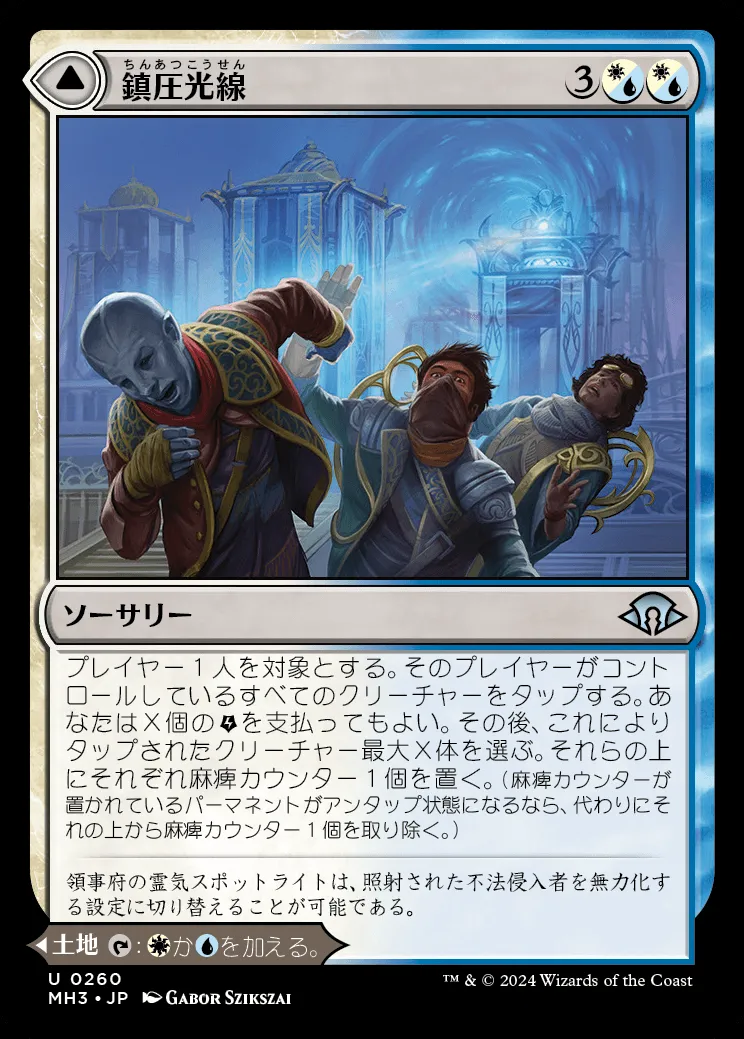 ちんあつこうせん
鎮圧光線
3
ソーサリー
プレイヤー1人を対象とする。そのプレイヤーがコント
ロールしているすべてのクリーチャーをタップする。あ
なたはX個のを支払ってもよい。その後、これにより
タップされたクリーチャー最大X体を選ぶ。それらの上
にそれぞれ麻痺カウンター1個を置く。（麻痺カウンターが
置かれているパーマネントがアンタップ状態になるなら、代わりにそ
れの上から麻痺カウンター1個を取り除く。）
領事府の霊気スポットライトは、照射された不法侵入者を無力化す
る設定に切り替えることが可能である。
土地 :かを加える。
U 0260
MH3・JP GABOR SZIKSZAI
™ & © 2024 Wizards of the Coast